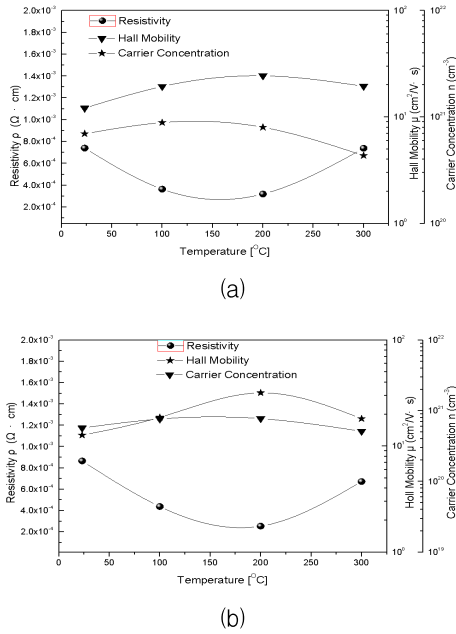 2.0x10⁻³
1.8x10⁻³
1.6x10⁻³
1.4x10⁻³
1.2x10⁻³
1.0x10⁻³
8.0x10⁻⁴
6.0x10⁻⁴
4.0x10⁻⁴
2.0x10⁻⁴
Resistivity ρ (Ω · cm)
Resistivity
Hall Mobility
Carrier Concentration
0 50 100 150 200 250 300
Temperature [°C]
10²
10¹
10⁰
Hall Mobility μ (cm²/V· s)
10²²
10²¹
10²⁰
Carrier Concentration n (cm⁻³)
(a)
2.0x10⁻³
1.8x10⁻³
1.6x10⁻³
1.4x10⁻³
1.2x10⁻³
1.0x10⁻³
8.0x10⁻⁴
6.0x10⁻⁴
4.0x10⁻⁴
2.0x10⁻⁴
Resistivity ρ (Ω · cm)
Resistivity
Hall Mobility
Carrier Concentration
0 50 100 150 200 250 300
Temperature [°C]
10²
10¹
10⁰
Holl Mobility μ (cm²/V· s)
10²²
10²¹
10²⁰
10¹⁹
Carrier Concentration n (cm⁻³)
(b)